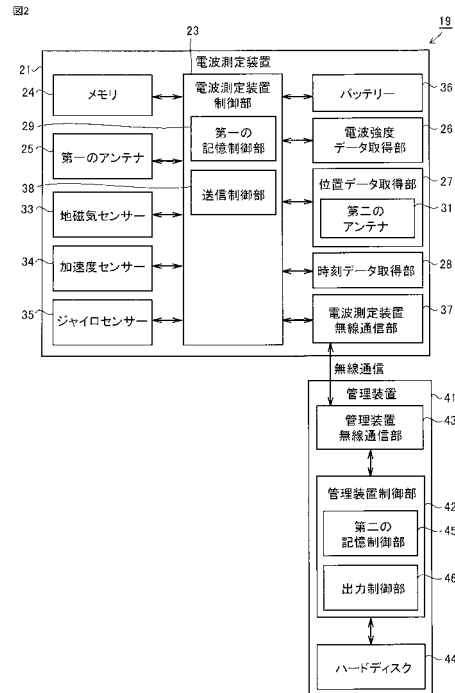 図2
19
23
21
電波測定装置
24
メモリ
電波測定装置
制御部
バッテリー
36
29
第一の
記憶制御部
25
第一のアンテナ
電波強度
データ取得部
26
38
送信制御部
位置データ取得部
27
第二の
アンテナ
31
33
地磁気センサー
34
加速度センサー
時刻データ取得部
28
35
ジャイロセンサー
電波測定装置
無線通信部
37
無線通信
管理装置
41
管理装置
無線通信部
43
管理装置制御部
42
第二の
記憶制御部
45
出力制御部
46
ハードディスク
44